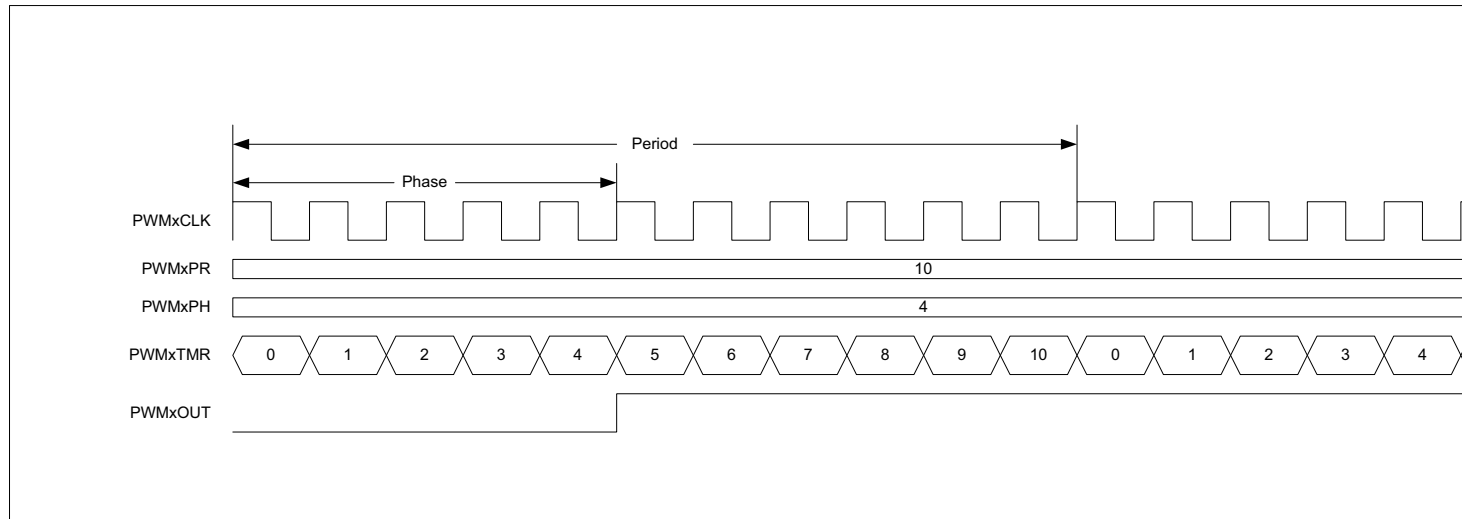 Period
Phase
PWMxCLK
PWMxPR 10
PWMxPH 4
PWMxTMR 0 1 2 3 4 5 6 7 8 9 10 0 1 2 3 4
PWMxOUT